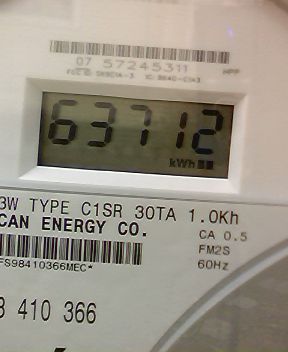 07 57245311
63712
kWh
3W TYPE C1SR 30TA 1.0Kh
CAN ENERGY CO.
CA 0.5
FM2S
FS98410366MEC*
60Hz
3 410 366